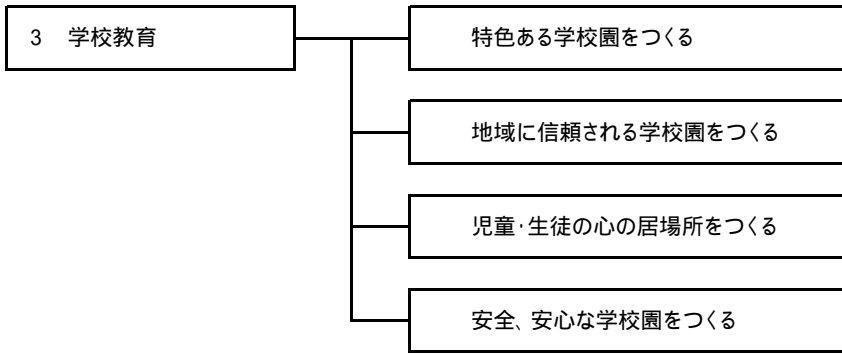 3　学校教育
特色ある学校園をつくる
地域に信頼される学校園をつくる
児童・生徒の心の居場所をつくる
安全、安心な学校園をつくる